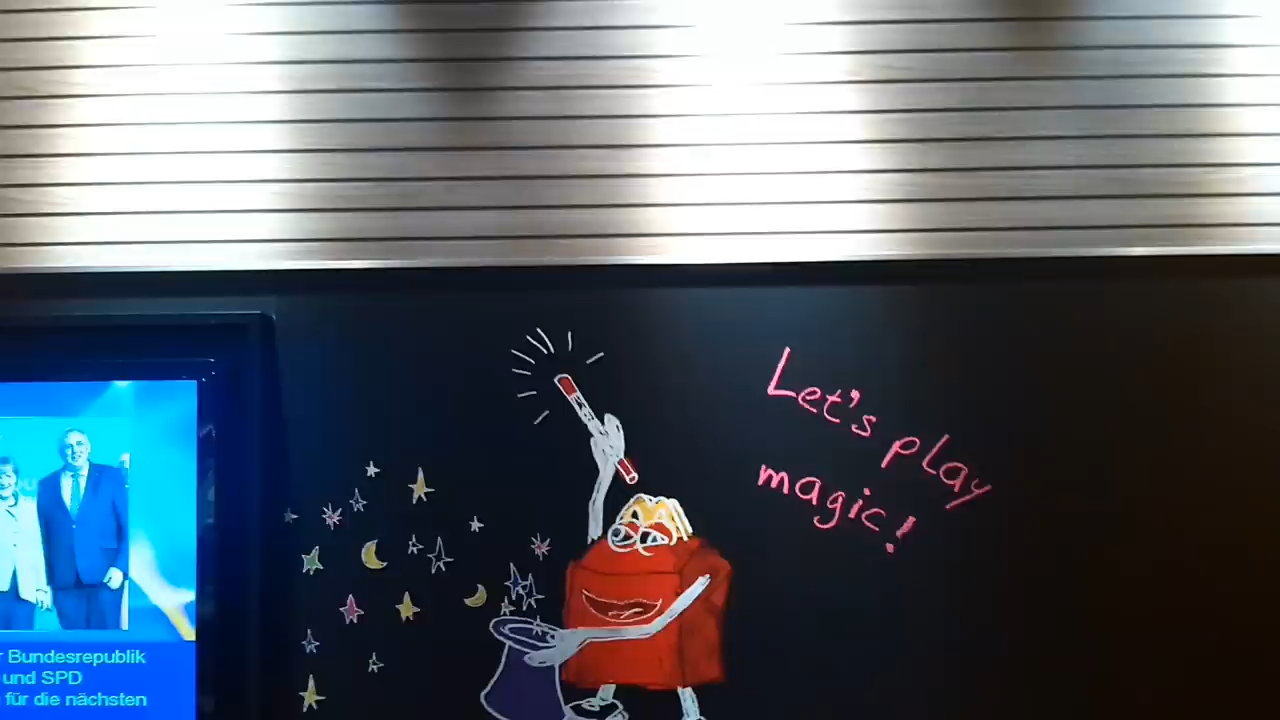 Let's play
magic!
r Bundesrepublik
und SPD
für die nächsten